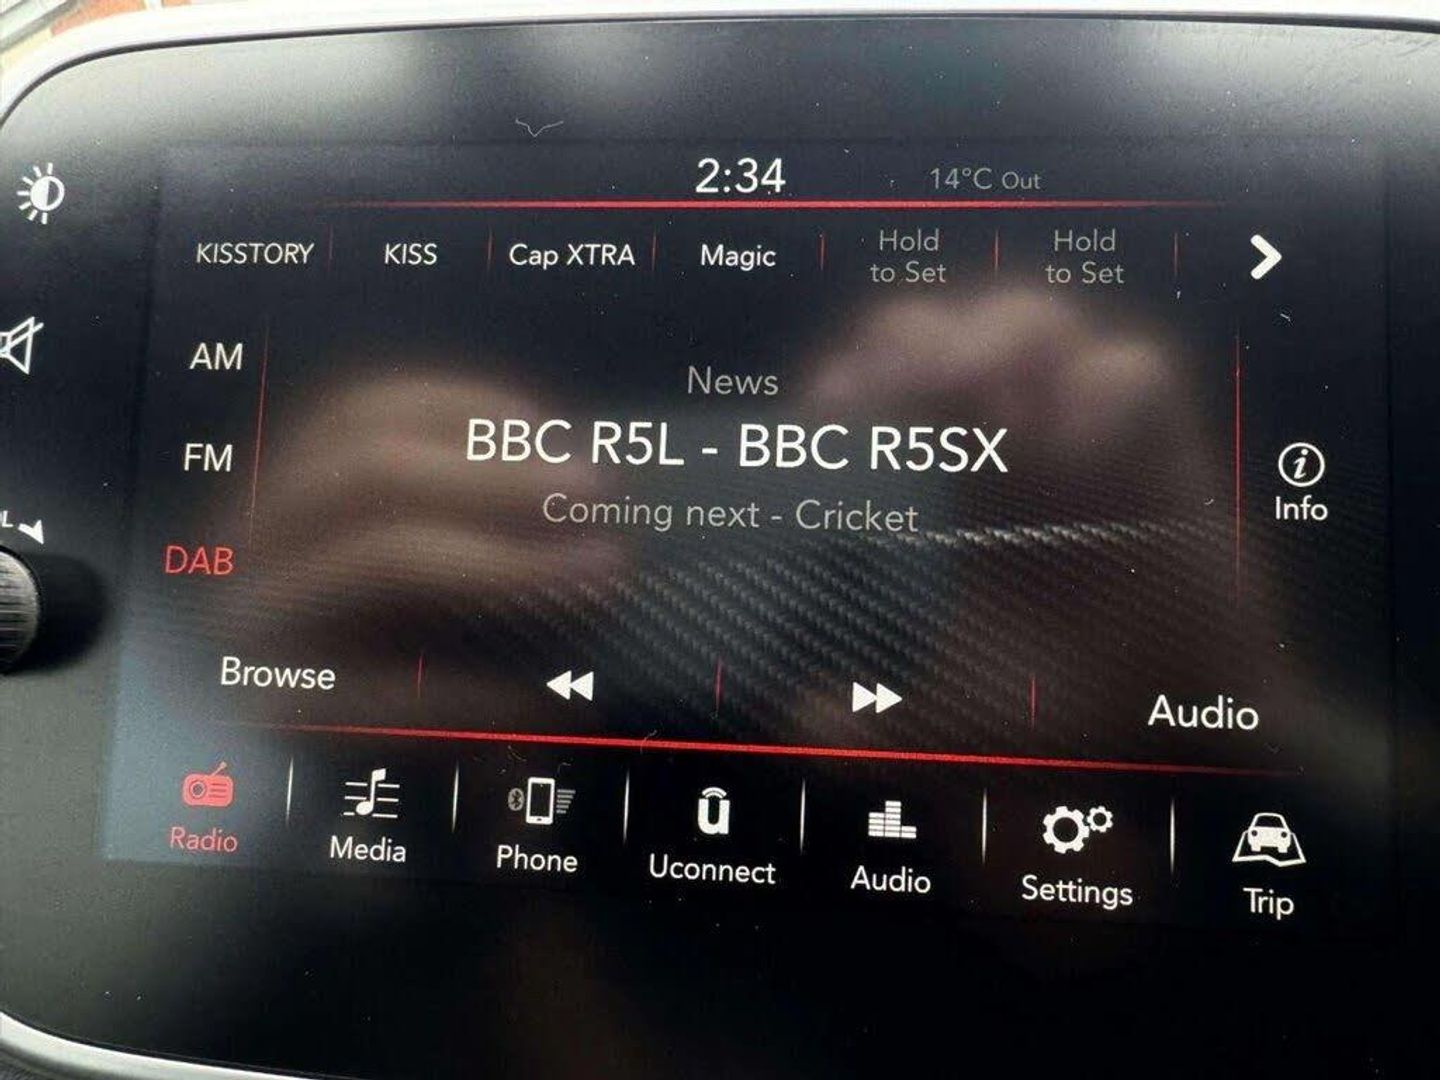 2:34
14°C Out
KISSTORY
KISS
Cap XTRA
Magic
Hold
to Set
Hold
to Set
AM
FM
DAB
News
BBC R5L - BBC R5SX
Coming next - Cricket
Info
Browse
Audio
Radio
Media
Phone
Uconnect
Audio
Settings
Trip